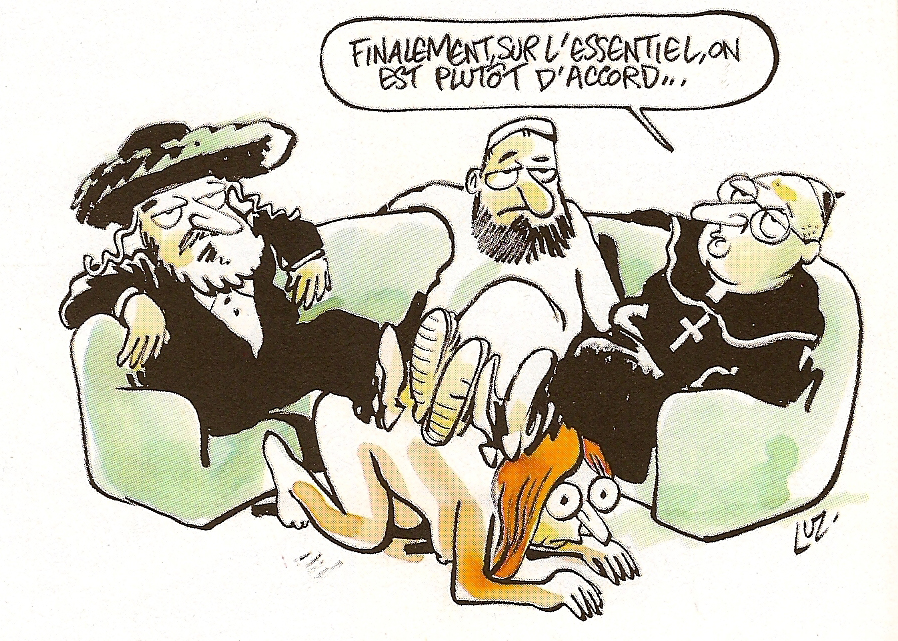 FINALEMENT, SUR L'ESSENTIEL, ON
EST PLUTÔT D'ACCORD...
LUZ.